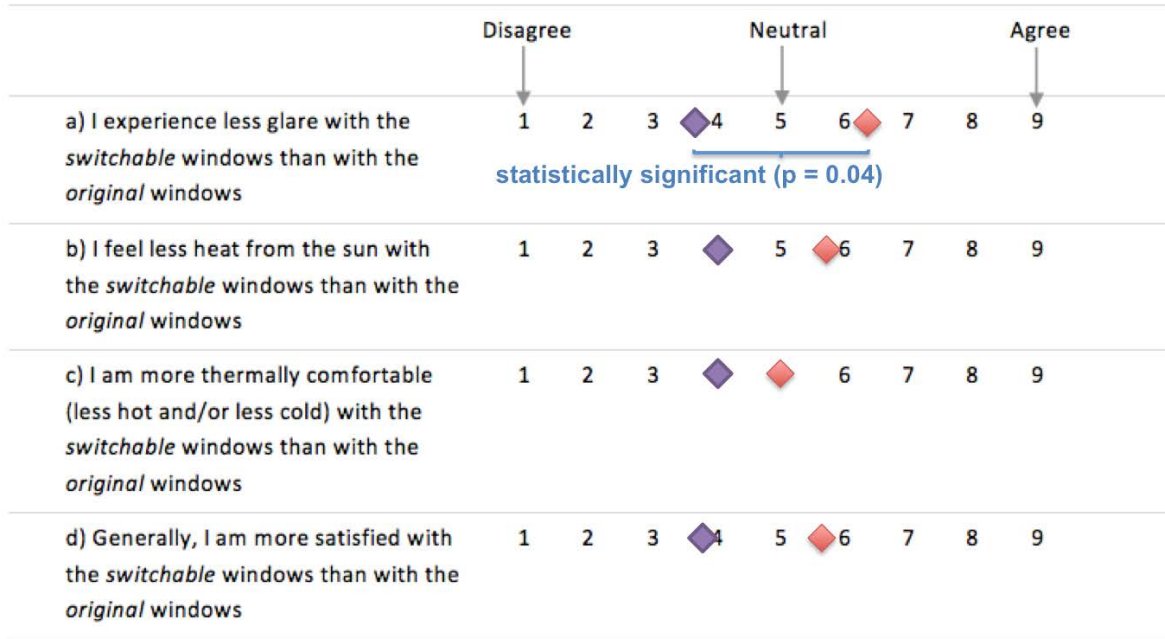 Disagree Neutral Agree
a) I experience less glare with the 1 2 3 4 5 6 7 8 9
switchable windows than with the
statistically significant (p = 0.04)
original windows
b) I feel less heat from the sun with 1 2 3 5 6 7 8 9
the switchable windows than with the
original windows
c) I am more thermally comfortable 1 2 3 6 7 8 9
(less hot and/or less cold) with the
switchable windows than with the
original windows
d) Generally, I am more satisfied with 1 2 3 4 5 6 7 8 9
the switchable windows than with the
original windows